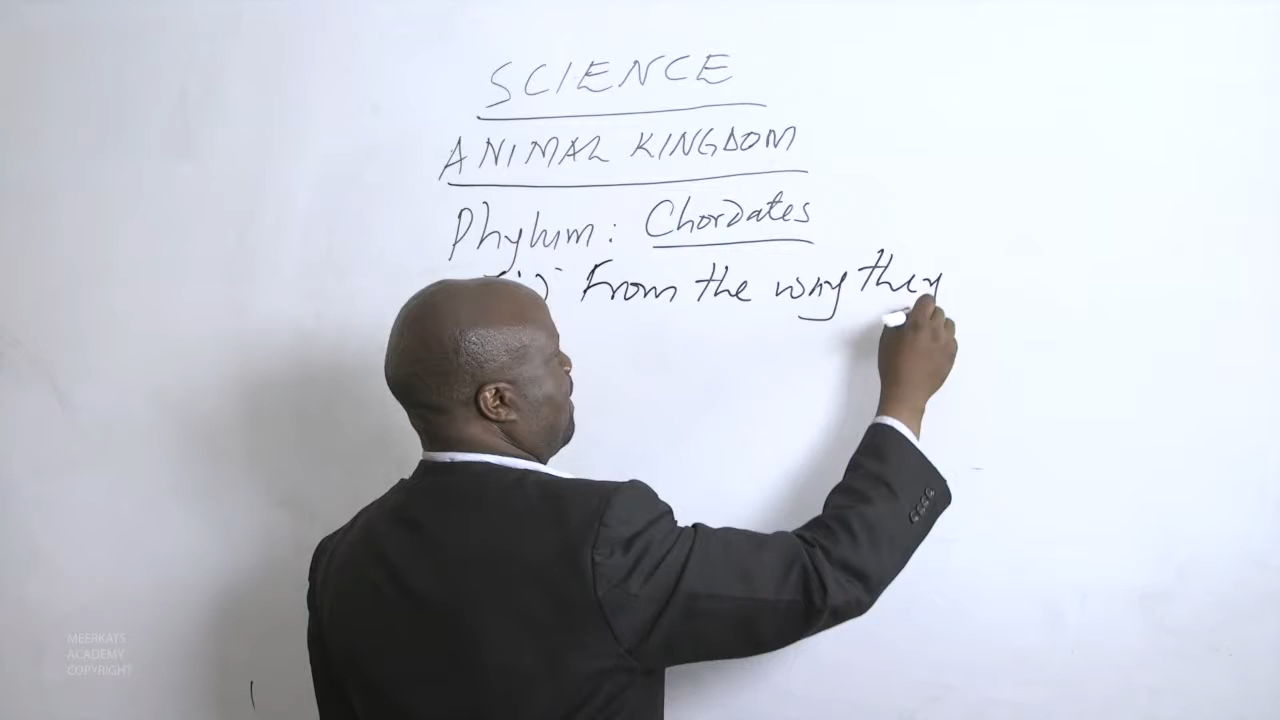 SCIENCE
ANIMAL KINGDOM
Phylum: Chordates
From the way they
MEERKATS
ACADEMY
COPYRIGHT